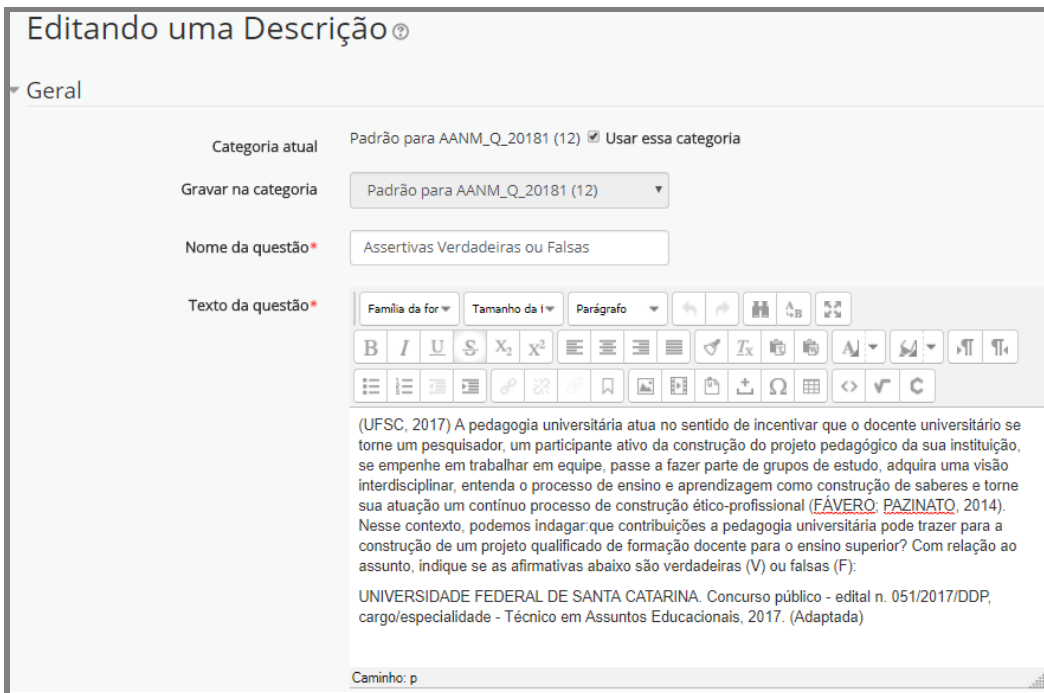 Editando uma Descrição
Geral
Categoria atual
Padrão para AANM_Q_20181 (12) Usar essa categoria
Gravar na categoria
Padrão para AANM_Q_20181 (12)
Nome da questão*
Assertivas Verdadeiras ou Falsas
Texto da questão*
Família da for Tamanho da f Parágrafo
(UFSC, 2017) A pedagogia universitária atua no sentido de incentivar que o docente universitário se
torne um pesquisador, um participante ativo da construção do projeto pedagógico da sua instituição,
se empenhe em trabalhar em equipe, passe a fazer parte de grupos de estudo, adquira uma visão
interdisciplinar, entenda o processo de ensino e aprendizagem como construção de saberes e torne
sua atuação um contínuo processo de construção ético-profissional (FÁVERO; PAZINATO, 2014).
Nesse contexto, podemos indagar:que contribuições a pedagogia universitária pode trazer para a
construção de um projeto qualificado de formação docente para o ensino superior? Com relação ao
assunto, indique se as afirmativas abaixo são verdadeiras (V) ou falsas (F):
UNIVERSIDADE FEDERAL DE SANTA CATARINA. Concurso público - edital n. 051/2017/DDP,
cargo/especialidade - Técnico em Assuntos Educacionais, 2017. (Adaptada)
Caminho: p